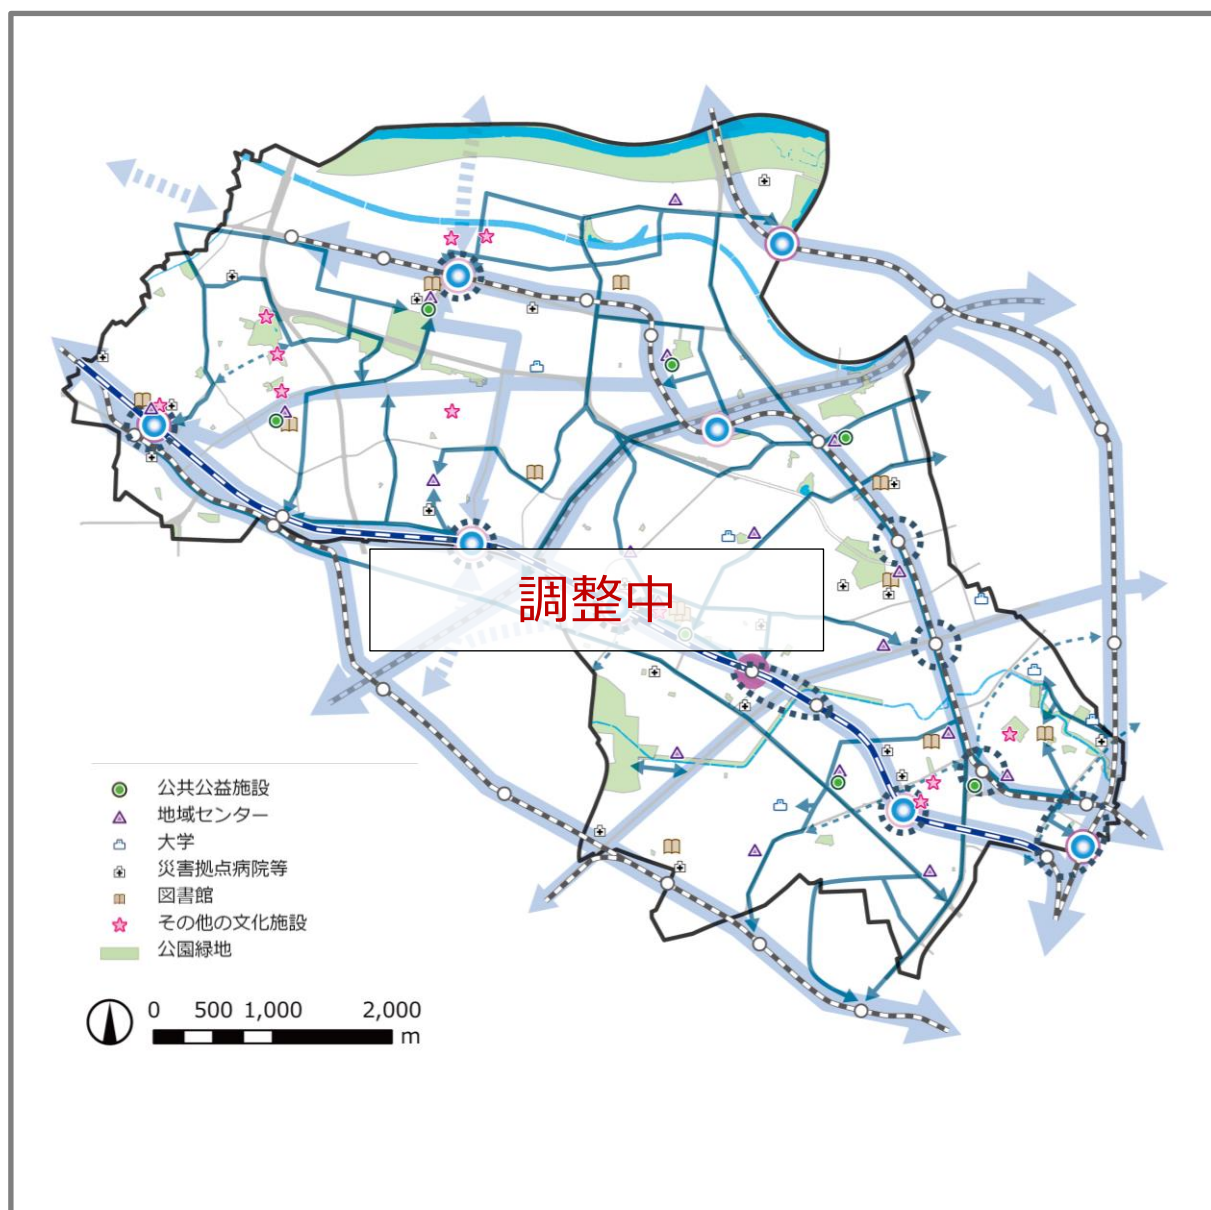 調整中
公共公益施設
地域センター
大学
災害拠点病院等
図書館
その他の文化施設
公園緑地
0 500 1,000 2,000
m